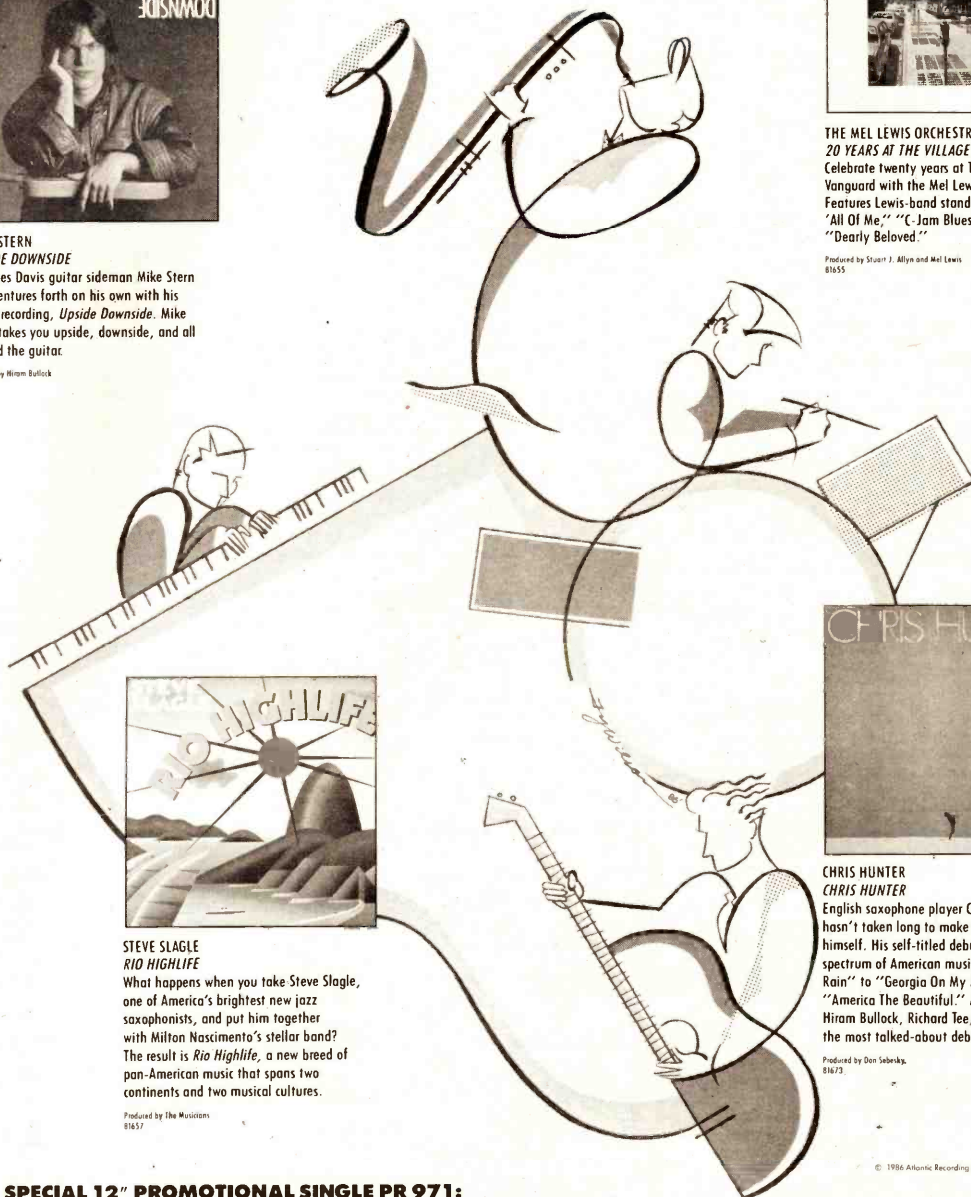 DOWNSIDE
STERN
E DOWNSIDE
es Davis guitar sideman Mike Stern
entures forth on his own with his
recording, Upside Downside. Mike
takes you upside, downside, and all
d the guitar.
y Hiram Bullock
THE MEL LEWIS ORCHESTR
20 YEARS AT THE VILLAGE
Celebrate twenty years at T
Vanguard with the Mel Lew
Features Lewis-band stand
'All Of Me,'' ''C-Jam Blues
''Dearly Beloved.''
Produced by Stuart J. Allyn and Mel Lewis
81655
RIO HIGHLIFE
STEVE SLAGLE
RIO HIGHLIFE
What happens when you take Steve Slagle,
one of America's brightest new jazz
saxophonists, and put him together
with Milton Nascimento's stellar band?
The result is Rio Highlife, a new breed of
pan-American music that spans two
continents and two musical cultures.
Produced by The Musicians
81657
CHRIS HU
CHRIS HUNTER
CHRIS HUNTER
English saxophone player C
hasn't taken long to make
himself. His self-titled debu
spectrum of American musi
Rain'' to ''Georgia On My
''America The Beautiful.''
Hiram Bullock, Richard Tee,
the most talked-about deb
Produced by Don Sebesky,
81673
© 1986 Atlantic Recording
SPECIAL 12" PROMOTIONAL SINGLE PR 971: